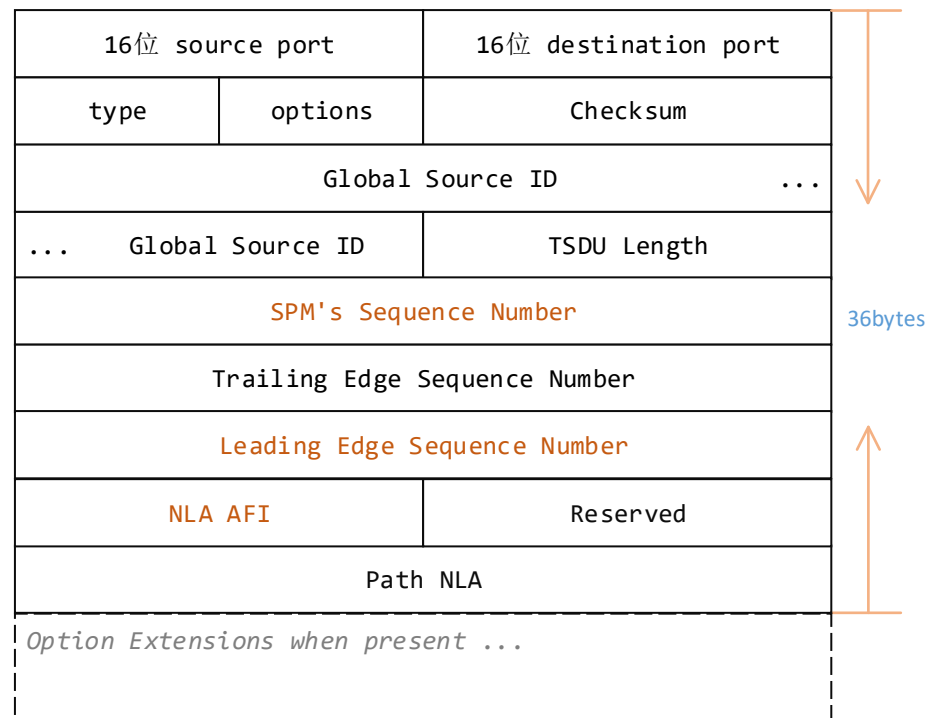 16位 source port
16位 destination port
type
options
Checksum
Global Source ID ...
... Global Source ID
TSDU Length
SPM's Sequence Number
36bytes
Trailing Edge Sequence Number
Leading Edge Sequence Number
NLA AFI
Reserved
Path NLA
Option Extensions when present ...